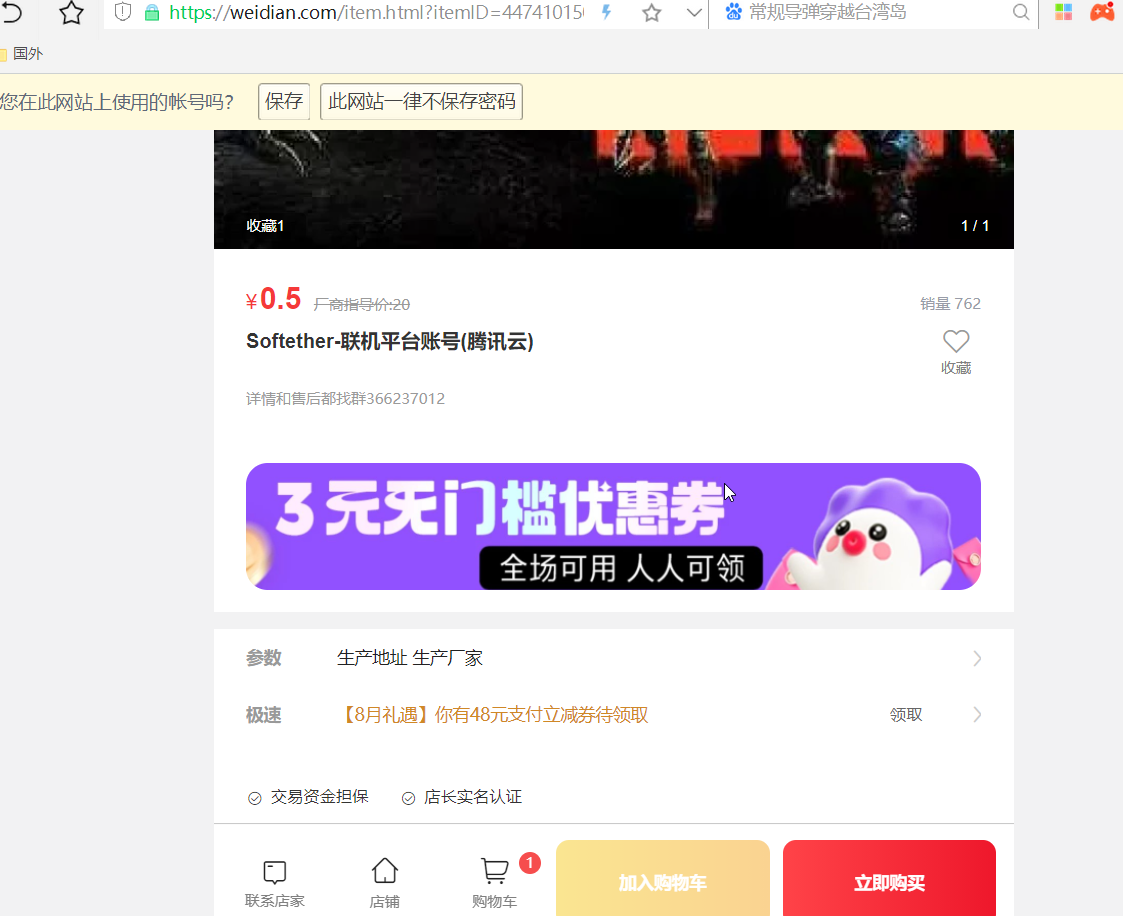 https://weidian.com/item.html?itemID=44741015
常规导弹穿越台湾岛
国外
您在此网站上使用的帐号吗？
保存
此网站一律不保存密码
收藏1
1 / 1
¥0.5 厂商指导价:20
销量 762
Softether-联机平台账号(腾讯云)
收藏
详情和售后都找群366237012
3元无门槛优惠券
全场可用 人人可领
参数 生产地址 生产厂家
极速 【8月礼遇】你有48元支付立减券待领取 领取
交易资金担保 店长实名认证
1
联系店家 店铺 购物车 加入购物车 立即购买